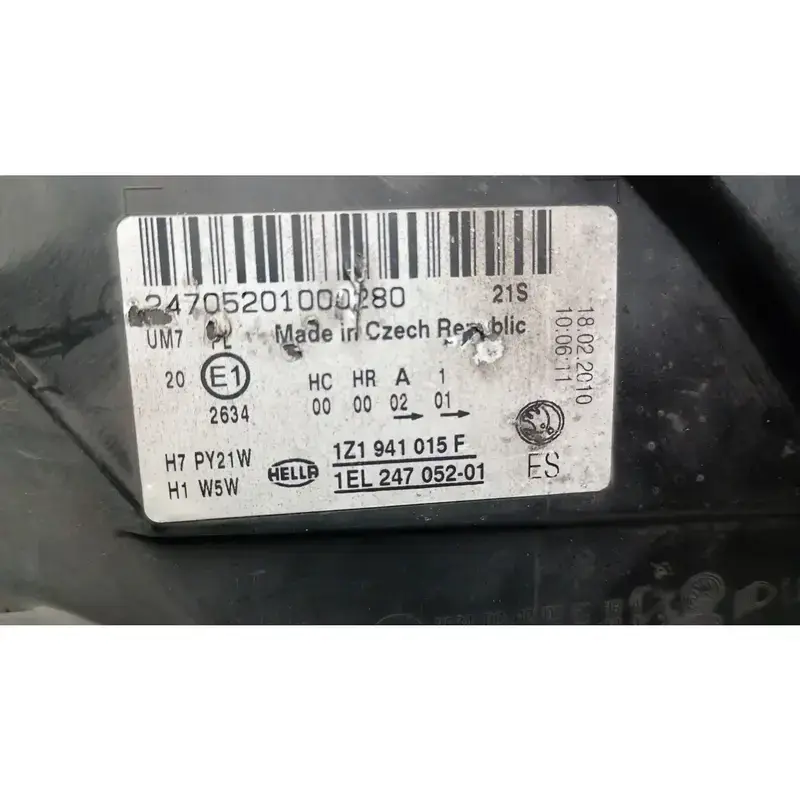 24705201000280
21S
UM7 PL Made in Czech Republic
20 E1 HC HR A 1
2634 00 00 02 01
H7 PY21W HELLA 1Z1 941 015 F
H1 W5W 1EL 247 052-01
ES
18.02.2010
10:06:11